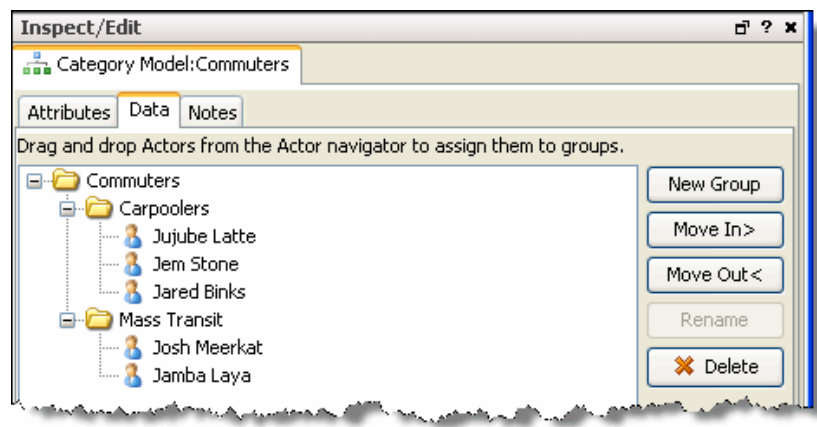 Inspect/Edit
Category Model:Commuters
Attributes Data Notes
Drag and drop Actors from the Actor navigator to assign them to groups.
Commuters
Carpoolers
Jujube Latte
Jem Stone
Jared Binks
Mass Transit
Josh Meerkat
Jamba Laya
New Group
Move In>
Move Out<
Rename
Delete